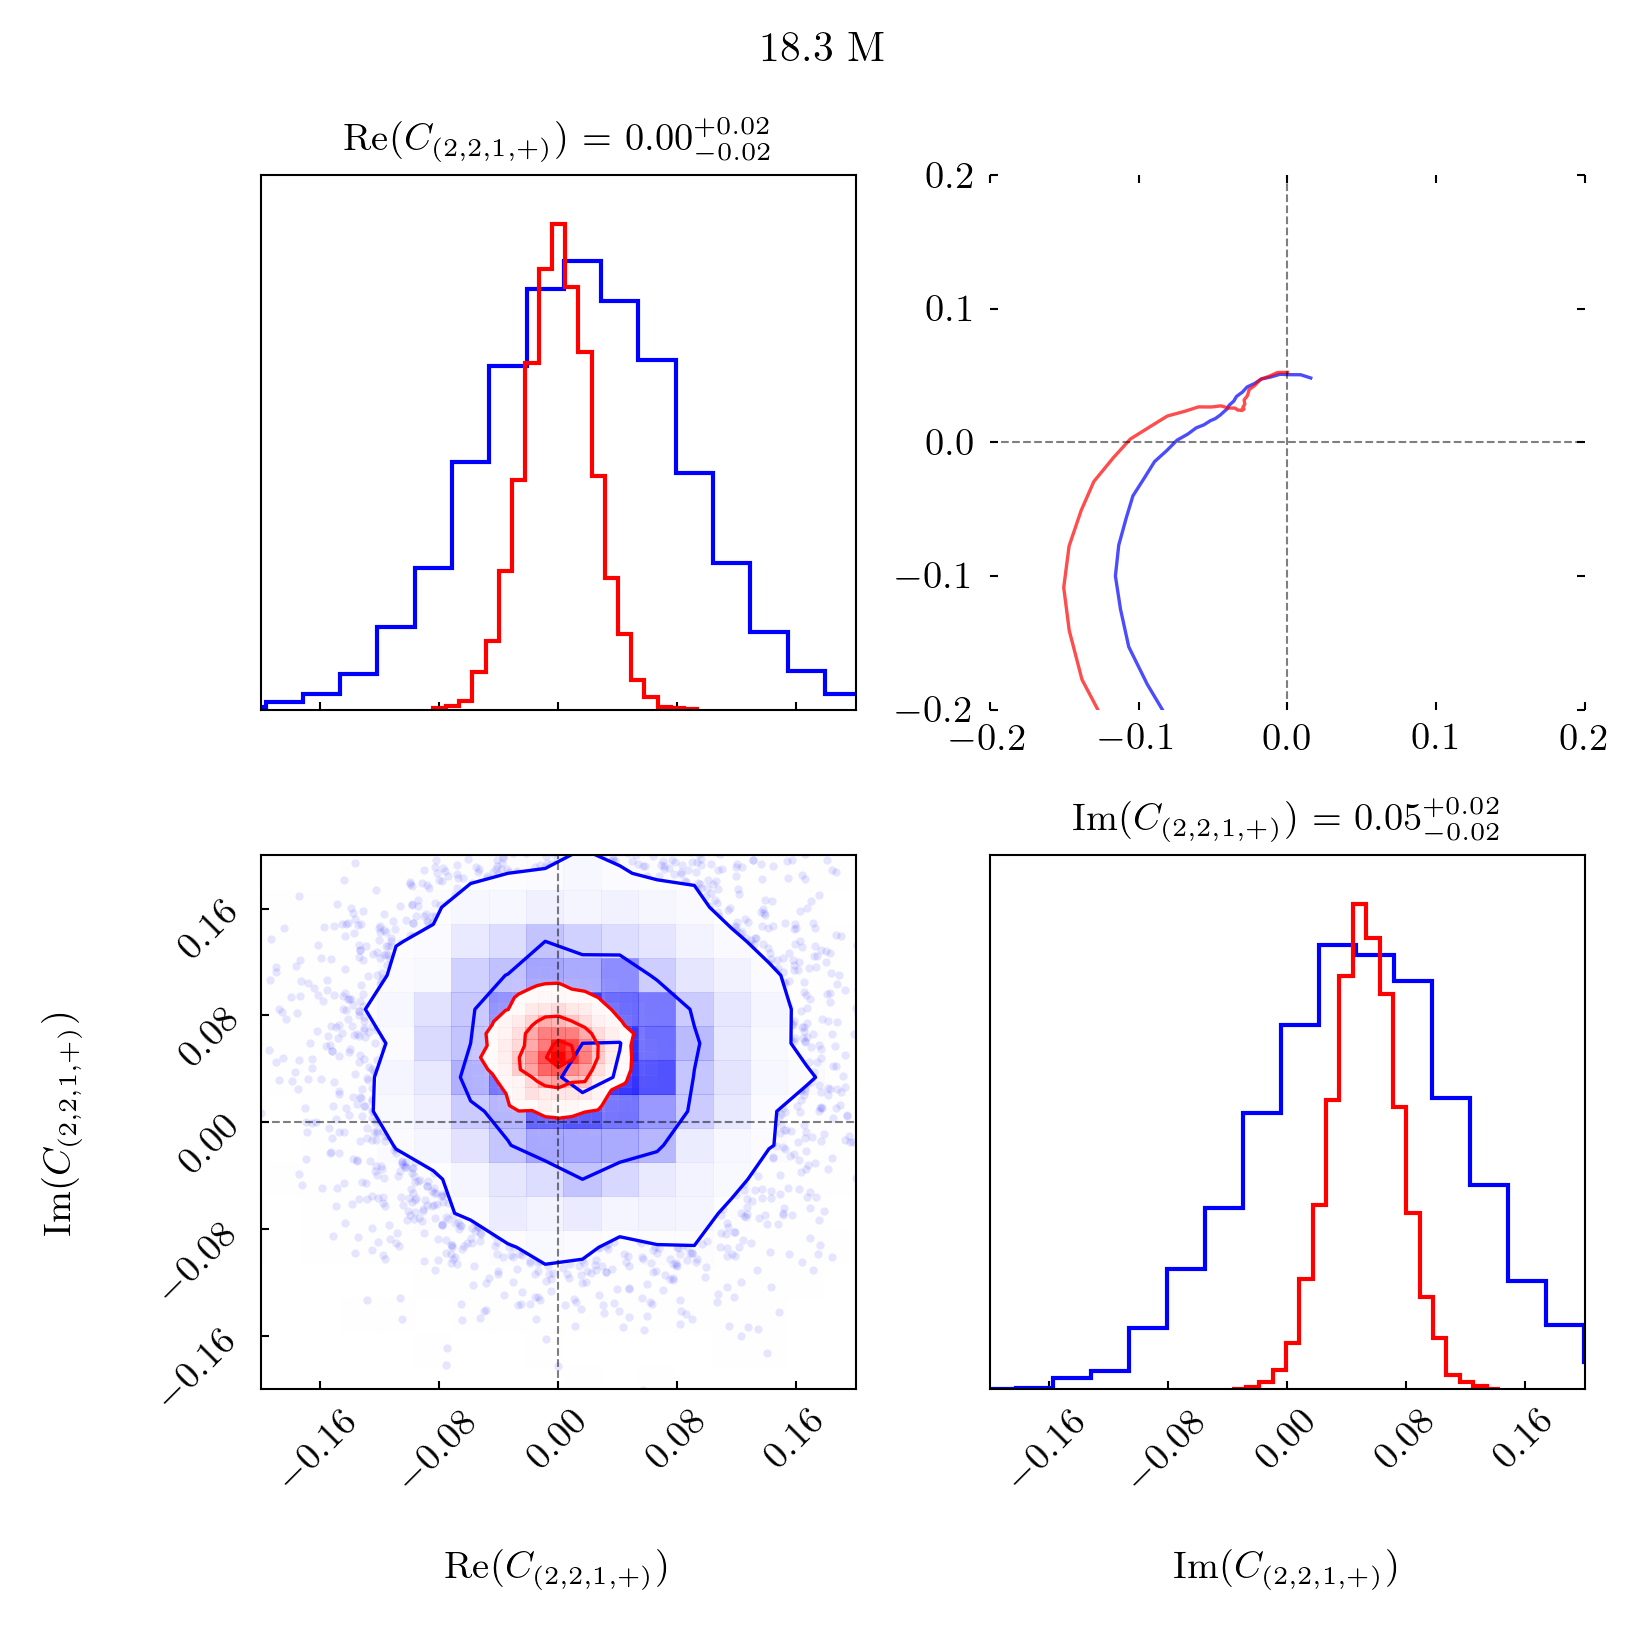 18.3 M
Re(C_(2,2,1,+)) = 0.00^{+0.02}_{−0.02}
0.2
0.1
0.0
−0.1
−0.2
−0.2 −0.1 0.0 0.1 0.2
Im(C_(2,2,1,+)) = 0.05^{+0.02}_{−0.02}
Im(C_(2,2,1,+))
0.16
0.08
0.00
−0.08
−0.16
−0.16 −0.08 0.00 0.08 0.16
−0.16 −0.08 0.00 0.08 0.16
Re(C_(2,2,1,+))
Im(C_(2,2,1,+))